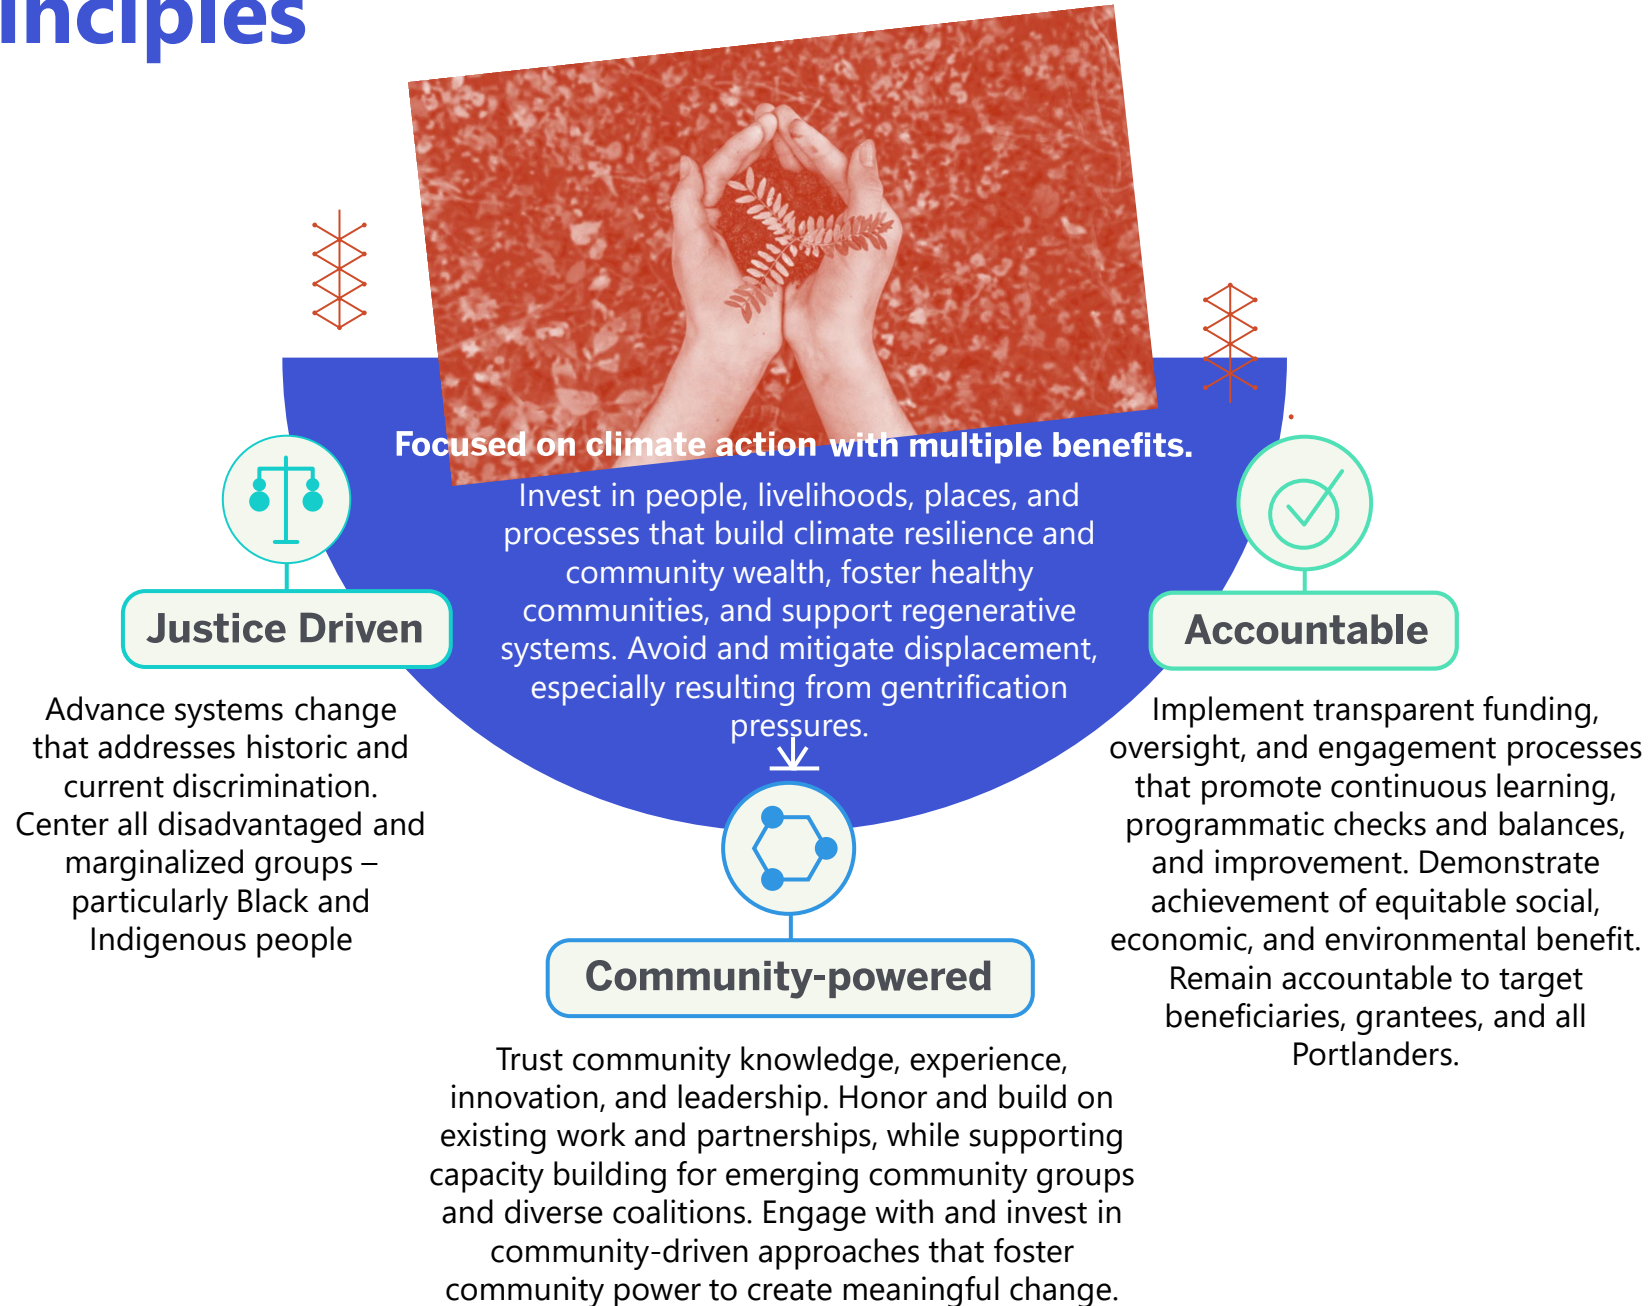 inciples
Focused on climate action with multiple benefits.
Invest in people, livelihoods, places, and
processes that build climate resilience and
community wealth, foster healthy
communities, and support regenerative
systems. Avoid and mitigate displacement,
especially resulting from gentrification
pressures.
Justice Driven
Advance systems change
that addresses historic and
current discrimination.
Center all disadvantaged and
marginalized groups –
particularly Black and
Indigenous people
Community-powered
Trust community knowledge, experience,
innovation, and leadership. Honor and build on
existing work and partnerships, while supporting
capacity building for emerging community groups
and diverse coalitions. Engage with and invest in
community-driven approaches that foster
community power to create meaningful change.
Accountable
Implement transparent funding,
oversight, and engagement processes
that promote continuous learning,
programmatic checks and balances,
and improvement. Demonstrate
achievement of equitable social,
economic, and environmental benefit.
Remain accountable to target
beneficiaries, grantees, and all
Portlanders.